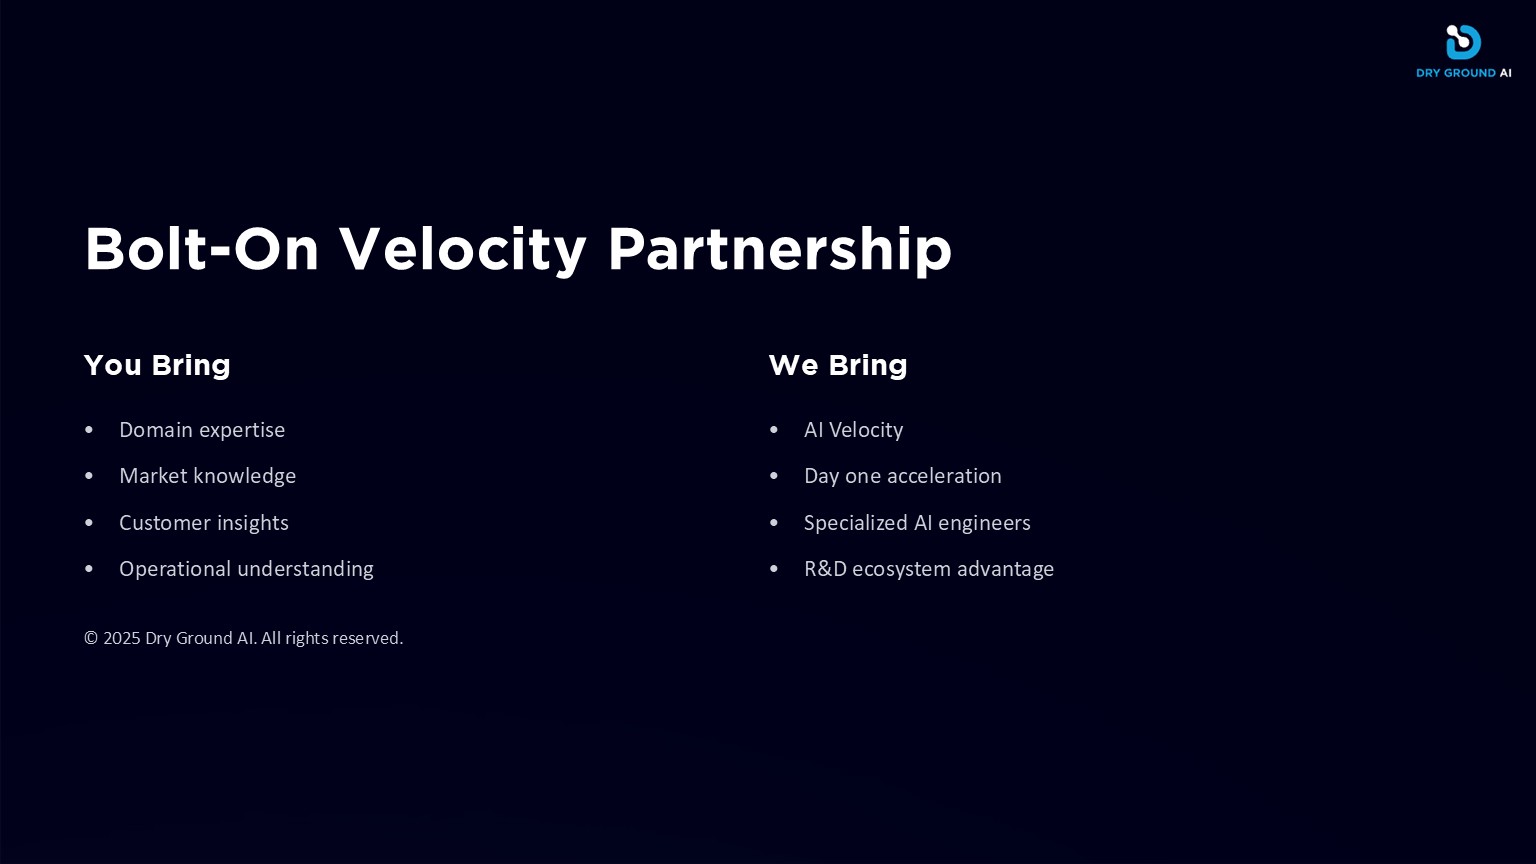 DRY GROUND AI
Bolt-On Velocity Partnership
You Bring
• Domain expertise
• Market knowledge
• Customer insights
• Operational understanding
We Bring
• AI Velocity
• Day one acceleration
• Specialized AI engineers
• R&D ecosystem advantage
© 2025 Dry Ground AI. All rights reserved.